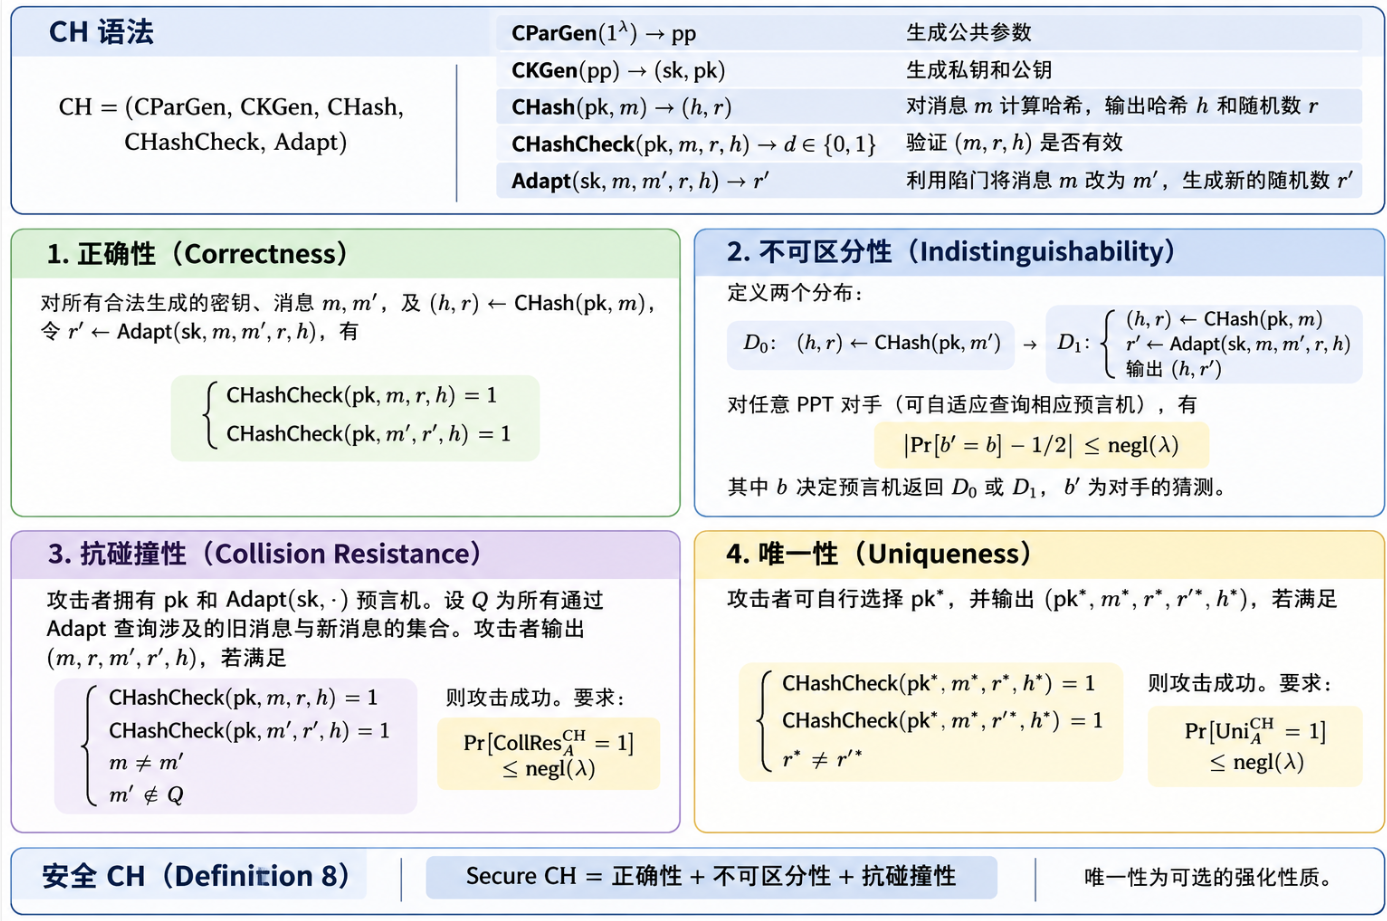 CH 语法
CH = (CParGen, CKGen, CHash,
CHashCheck, Adapt)
CParGen(1^λ) → pp 生成公共参数
CKGen(pp) → (sk, pk) 生成私钥和公钥
CHash(pk, m) → (h, r) 对消息 m 计算哈希，输出哈希 h 和随机数 r
CHashCheck(pk, m, r, h) → d ∈ {0, 1} 验证 (m, r, h) 是否有效
Adapt(sk, m, m′, r, h) → r′ 利用陷门将消息 m 改为 m′，生成新的随机数 r′
1. 正确性（Correctness）
对所有合法生成的密钥、消息 m, m′，及 (h, r) ← CHash(pk, m)，
令 r′ ← Adapt(sk, m, m′, r, h)，有
CHashCheck(pk, m, r, h) = 1
CHashCheck(pk, m′, r′, h) = 1
2. 不可区分性（Indistinguishability）
定义两个分布：
D₀: (h, r) ← CHash(pk, m′) → D₁: { (h, r) ← CHash(pk, m)
r′ ← Adapt(sk, m, m′, r, h)
输出 (h, r′)
对任意 PPT 对手（可自适应查询相应预言机），有
|Pr[b′ = b] − 1/2| ≤ negl(λ)
其中 b 决定预言机返回 D₀ 或 D₁，b′ 为对手的猜测。
3. 抗碰撞性（Collision Resistance）
攻击者拥有 pk 和 Adapt(sk, ·) 预言机。设 Q 为所有通过
Adapt 查询涉及的旧消息与新消息的集合。攻击者输出
(m, r, m′, r′, h)，若满足
CHashCheck(pk, m, r, h) = 1
CHashCheck(pk, m′, r′, h) = 1
m ≠ m′
m′ ∉ Q
则攻击成功。要求：
Pr[CollRes_A^CH = 1]
≤ negl(λ)
4. 唯一性（Uniqueness）
攻击者可自行选择 pk*，并输出 (pk*, m*, r*, r′*, h*)，若满足
CHashCheck(pk*, m*, r*, h*) = 1
CHashCheck(pk*, m*, r′*, h*) = 1
r* ≠ r′*
则攻击成功。要求：
Pr[Uni_A^CH = 1]
≤ negl(λ)
安全 CH（Definition 8）
Secure CH = 正确性 + 不可区分性 + 抗碰撞性
唯一性为可选的强化性质。